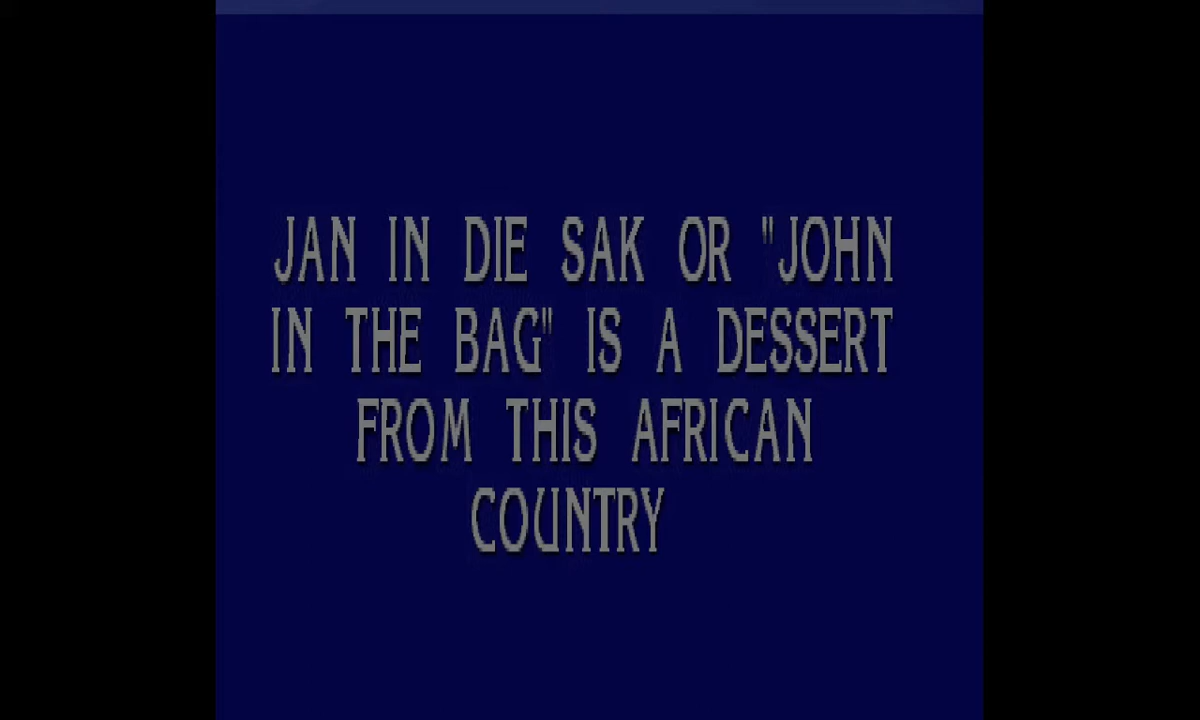 JAN IN DIE SAK OR "JOHN
IN THE BAG" IS A DESSERT
FROM THIS AFRICAN
COUNTRY